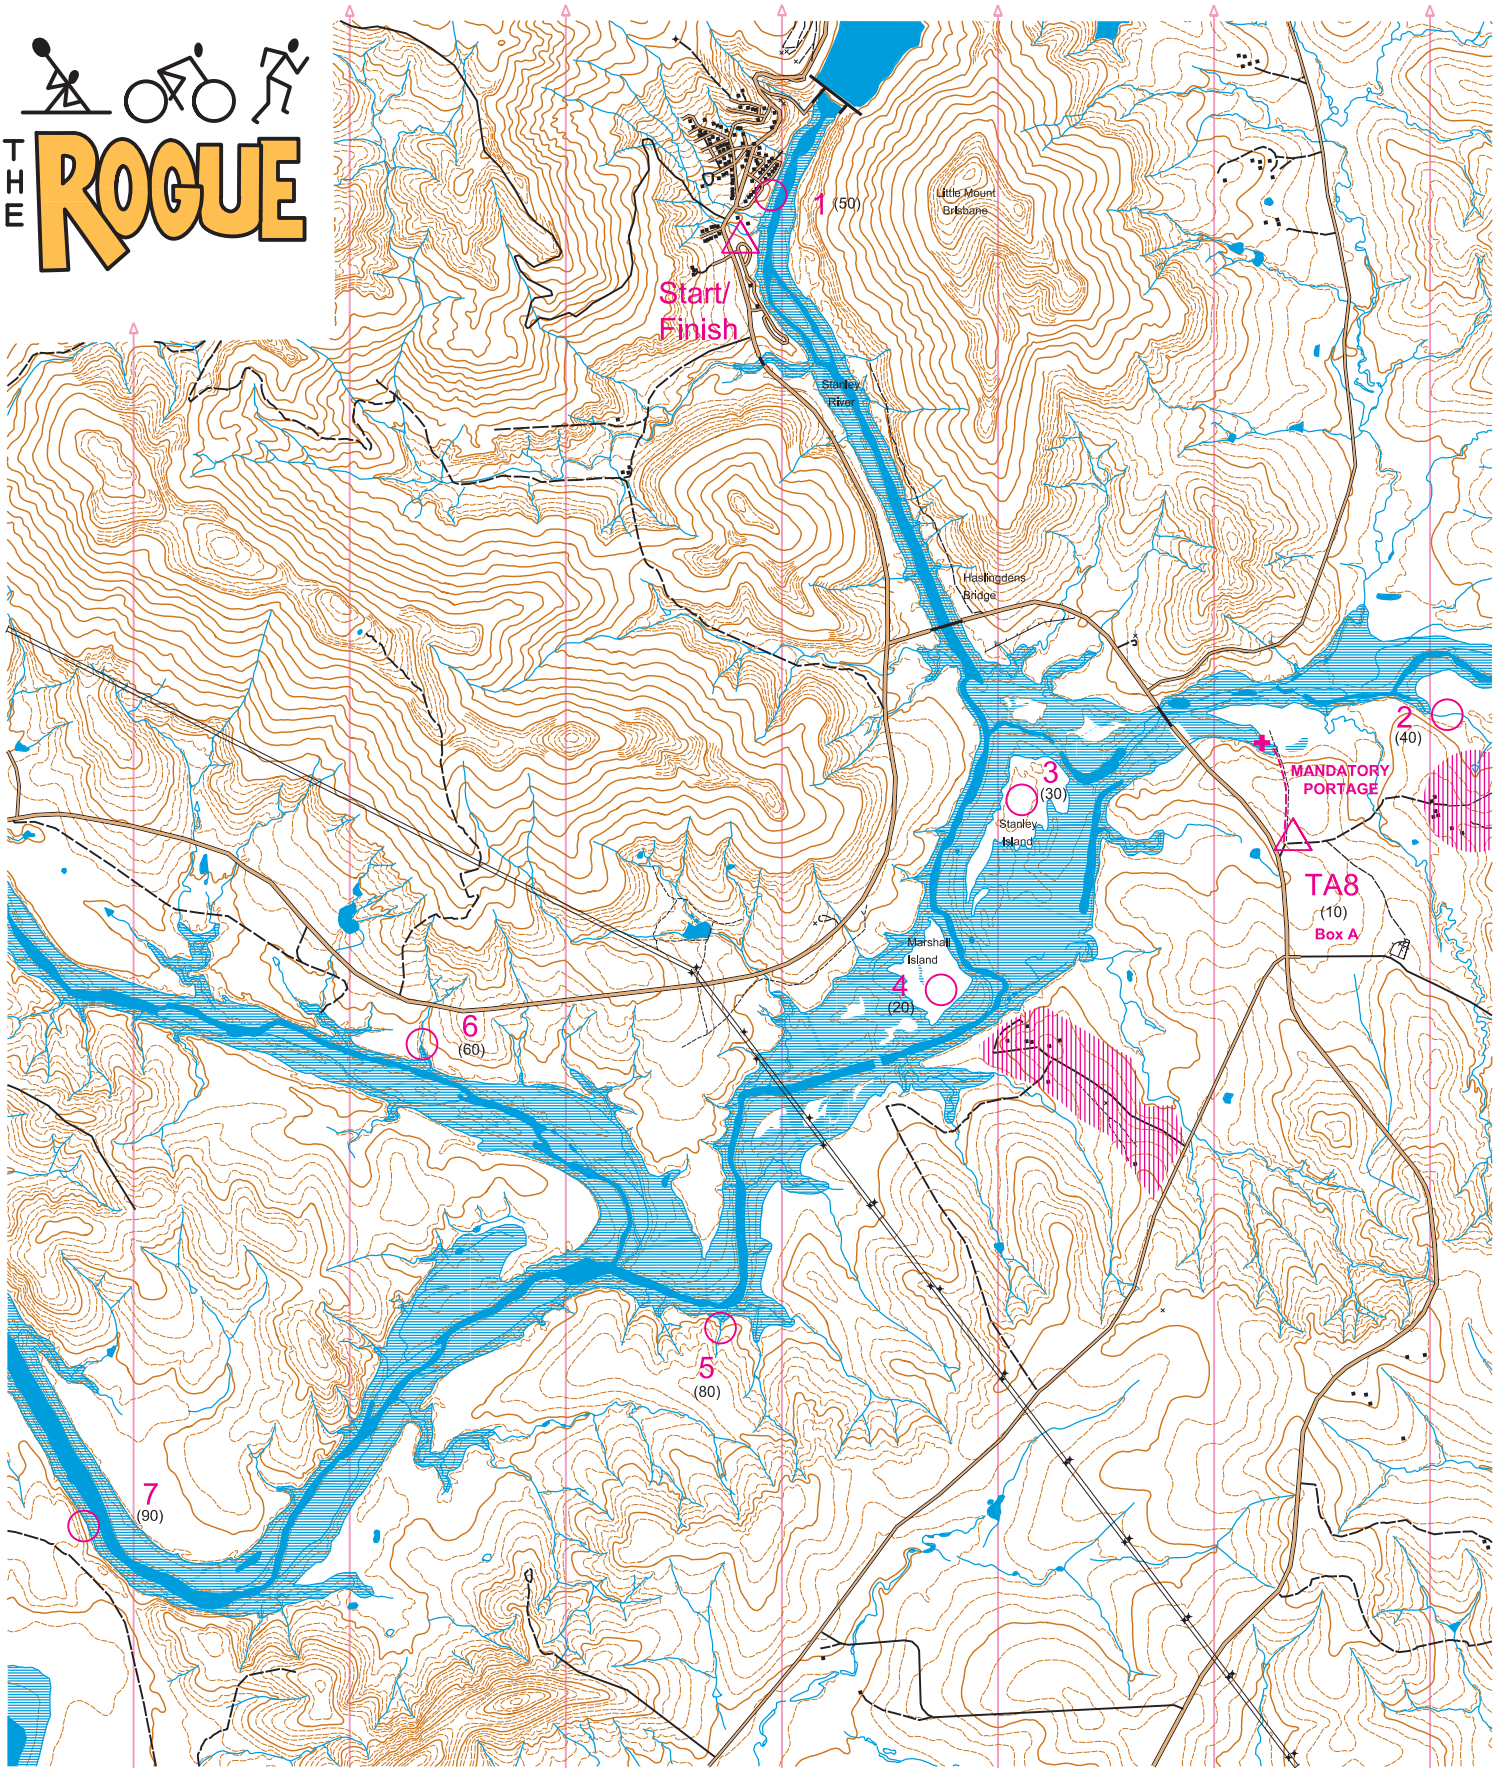 THE
ROGUE
Little Mount
Brisbane
1 (50)
Start/
Finish
Stanley
River
Haslingdens
Bridge
2
(40)
3
(30)
MANDATORY
PORTAGE
Stanley
Island
TA8
(10)
Box A
Marshall
Island
4
(20)
6
(60)
5
(80)
7
(90)